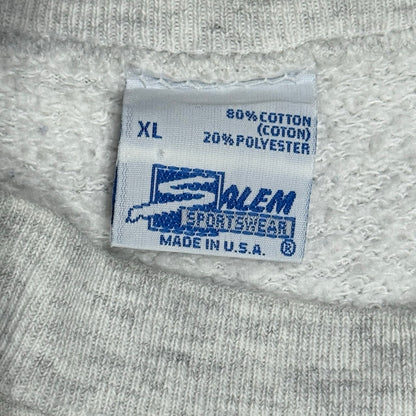 XL
80% COTTON
(COTON)
20% POLYESTER
SALEM
SPORTSWEAR
MADE IN U.S.A. ®